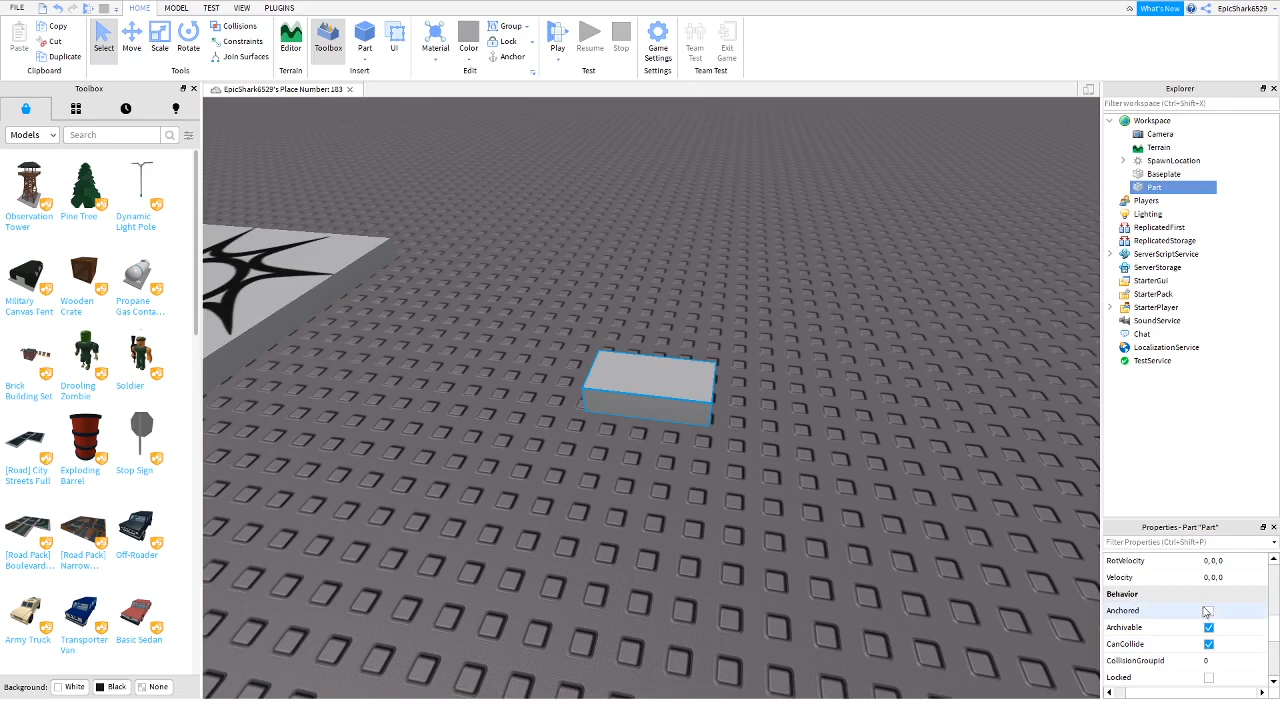 FILE HOME MODEL TEST VIEW PLUGINS What's New EpicShark6529
Paste Copy Cut Duplicate Select Move Scale Rotate Collisions Constraints Join Surfaces Editor Toolbox Part UI Material Color Group Lock Anchor Play Resume Stop Game Settings Team Test Exit Game
Clipboard Tools Terrain Insert Edit Test Settings Team Test
Toolbox
EpicShark6529's Place Number: 183
Models Search
Observation Tower
Pine Tree
Dynamic Light Pole
Military Canvas Tent
Wooden Crate
Propane Gas Conta...
Brick Building Set
Drooling Zombie
Soldier
[Road] City Streets Full
Exploding Barrel
Stop Sign
[Road Pack] Boulevard...
[Road Pack] Narrow...
Off-Roader
Army Truck
Transporter Van
Basic Sedan
Background: White Black None
Explorer
Filter workspace (Ctrl+Shift+X)
Workspace
Camera
Terrain
SpawnLocation
Baseplate
Part
Players
Lighting
ReplicatedFirst
ReplicatedStorage
ServerScriptService
ServerStorage
StarterGui
StarterPack
StarterPlayer
SoundService
Chat
LocalizationService
TestService
Properties - Part "Part"
Filter Properties (Ctrl+Shift+P)
RotVelocity 0, 0, 0
Velocity 0, 0, 0
Behavior
Anchored
Archivable
CanCollide
CollisionGroupId 0
Locked